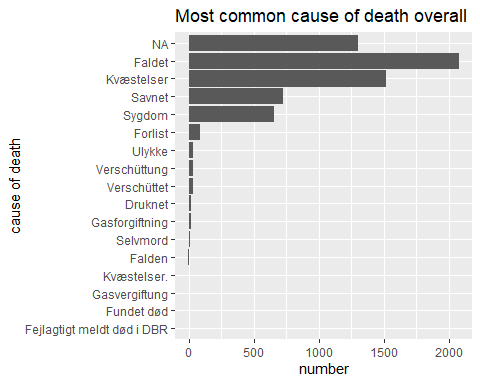 Most common cause of death overall
NA
Faldet
Kvæstelser
Savnet
Sygdom
Forlist
Ulykke
Verschüttung
Verschüttet
Druknet
Gasforgiftning
Selvmord
Falden
Kvæstelser.
Gasvergiftung
Fundet død
Fejlagtigt meldt død i DBR
cause of death
0 500 1000 1500 2000
number